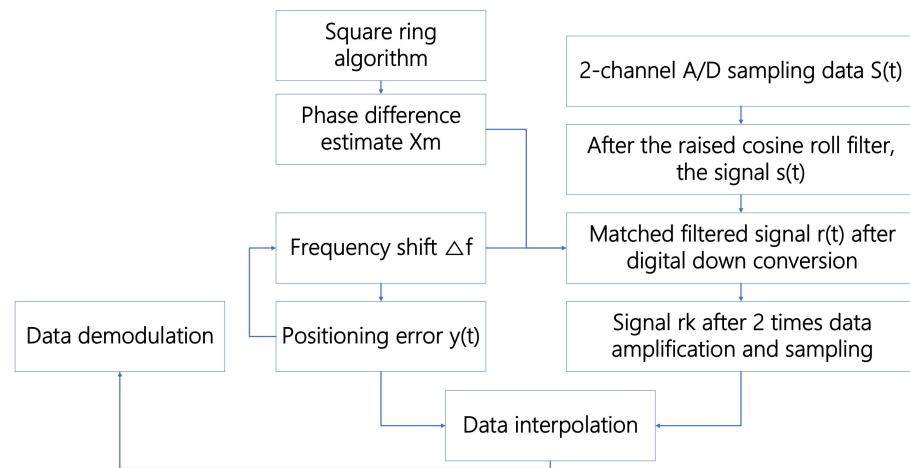 Square ring
algorithm
2-channel A/D sampling data S(t)
Phase difference
estimate Xm
After the raised cosine roll filter,
the signal s(t)
Frequency shift △f
Matched filtered signal r(t) after
digital down conversion
Data demodulation
Positioning error y(t)
Signal rk after 2 times data
amplification and sampling
Data interpolation